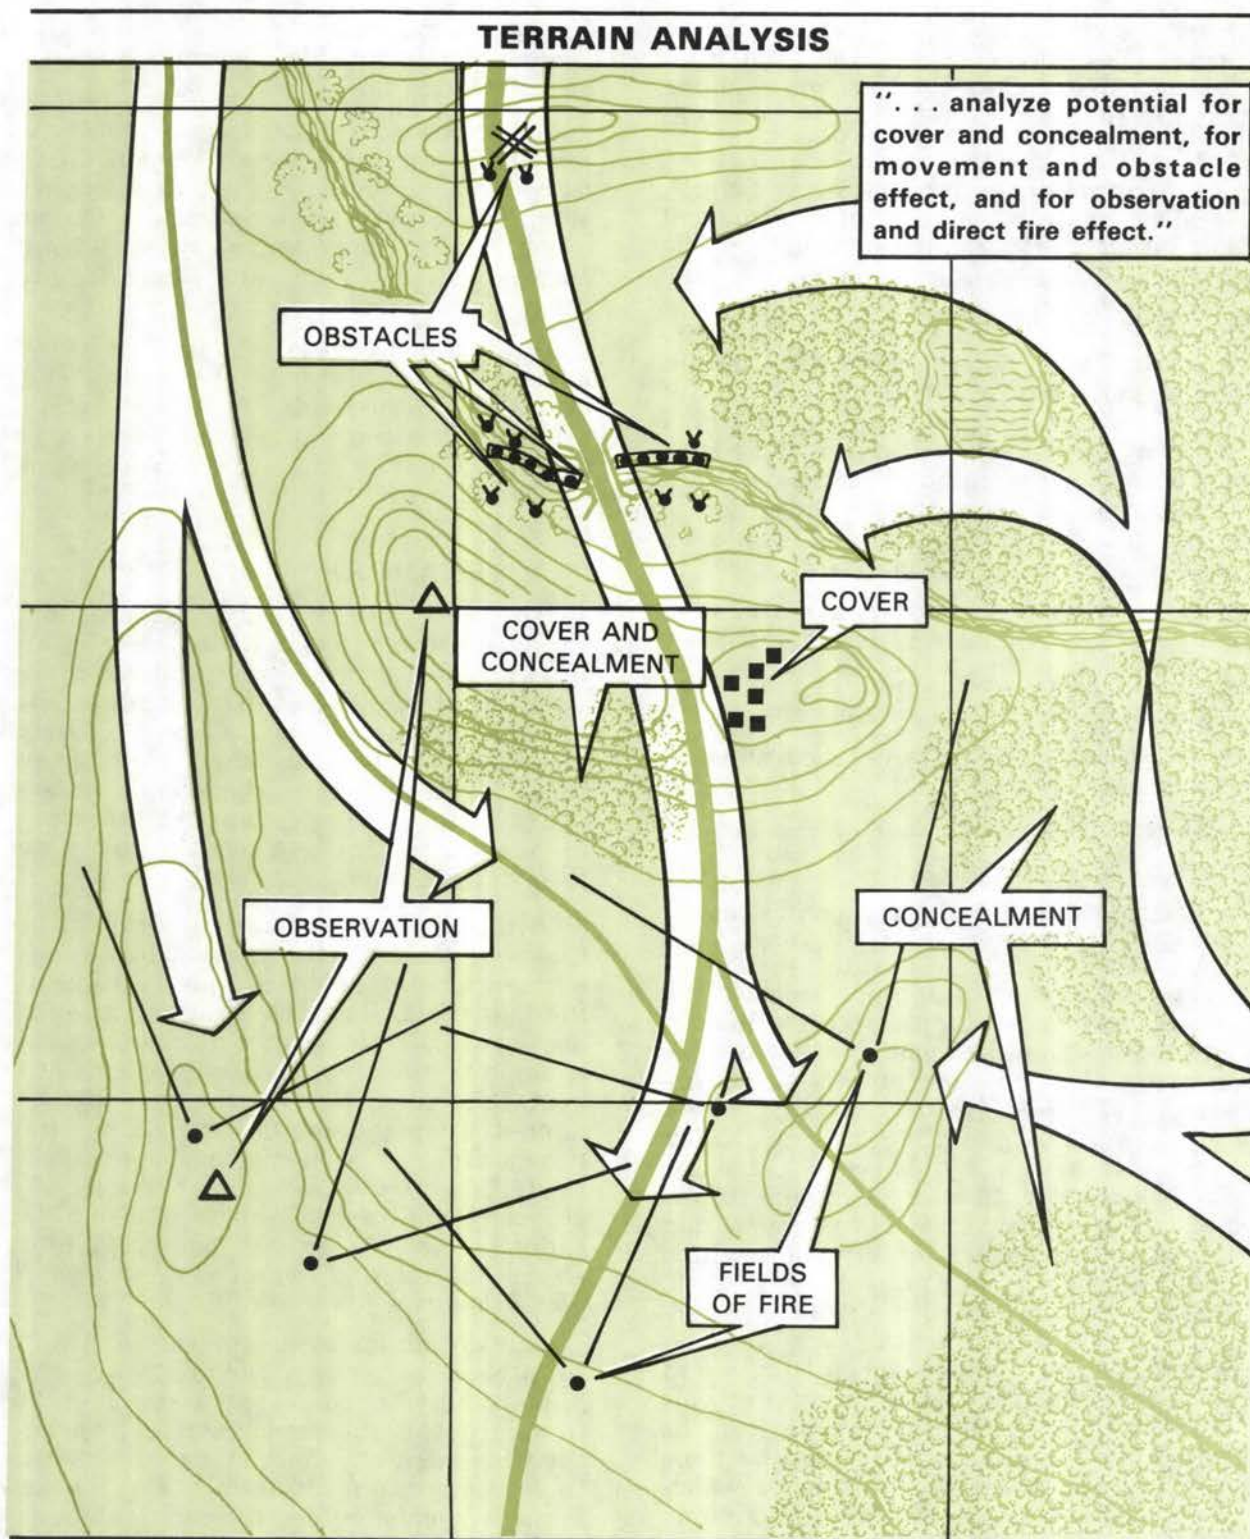 TERRAIN ANALYSIS
“. . . analyze potential for
cover and concealment, for
movement and obstacle
effect, and for observation
and direct fire effect.”
OBSTACLES
COVER
COVER AND
CONCEALMENT
OBSERVATION
CONCEALMENT
FIELDS
OF FIRE